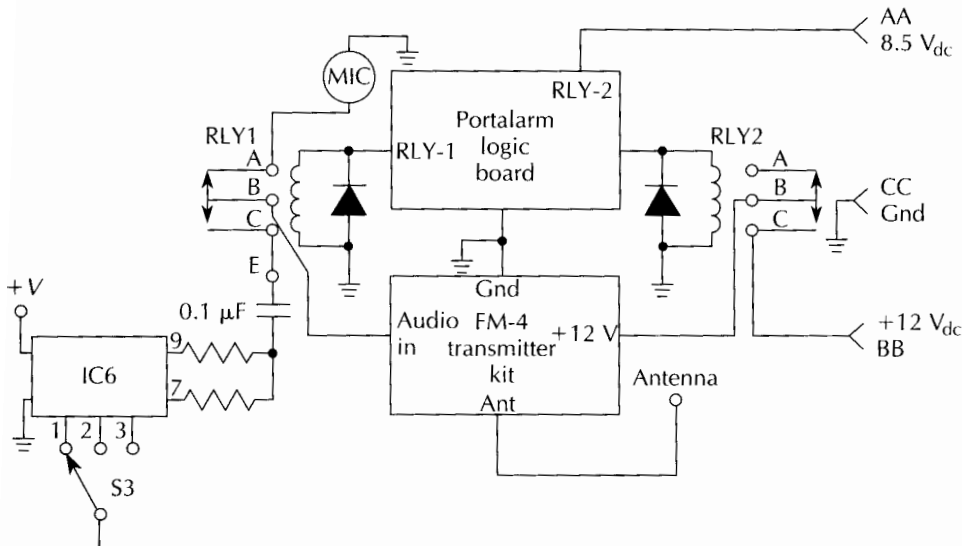 AA
8.5 Vdc
MIC
RLY-2
RLY1
Portalarm
logic
board
RLY-1
RLY2
A
B
C
A
B
C
CC
Gnd
E
+V
0.1 µF
Gnd
Audio
in
FM-4
transmitter
kit
+12 V
Ant
+12 Vdc
BB
Antenna
9
IC6
7
1
2
3
S3